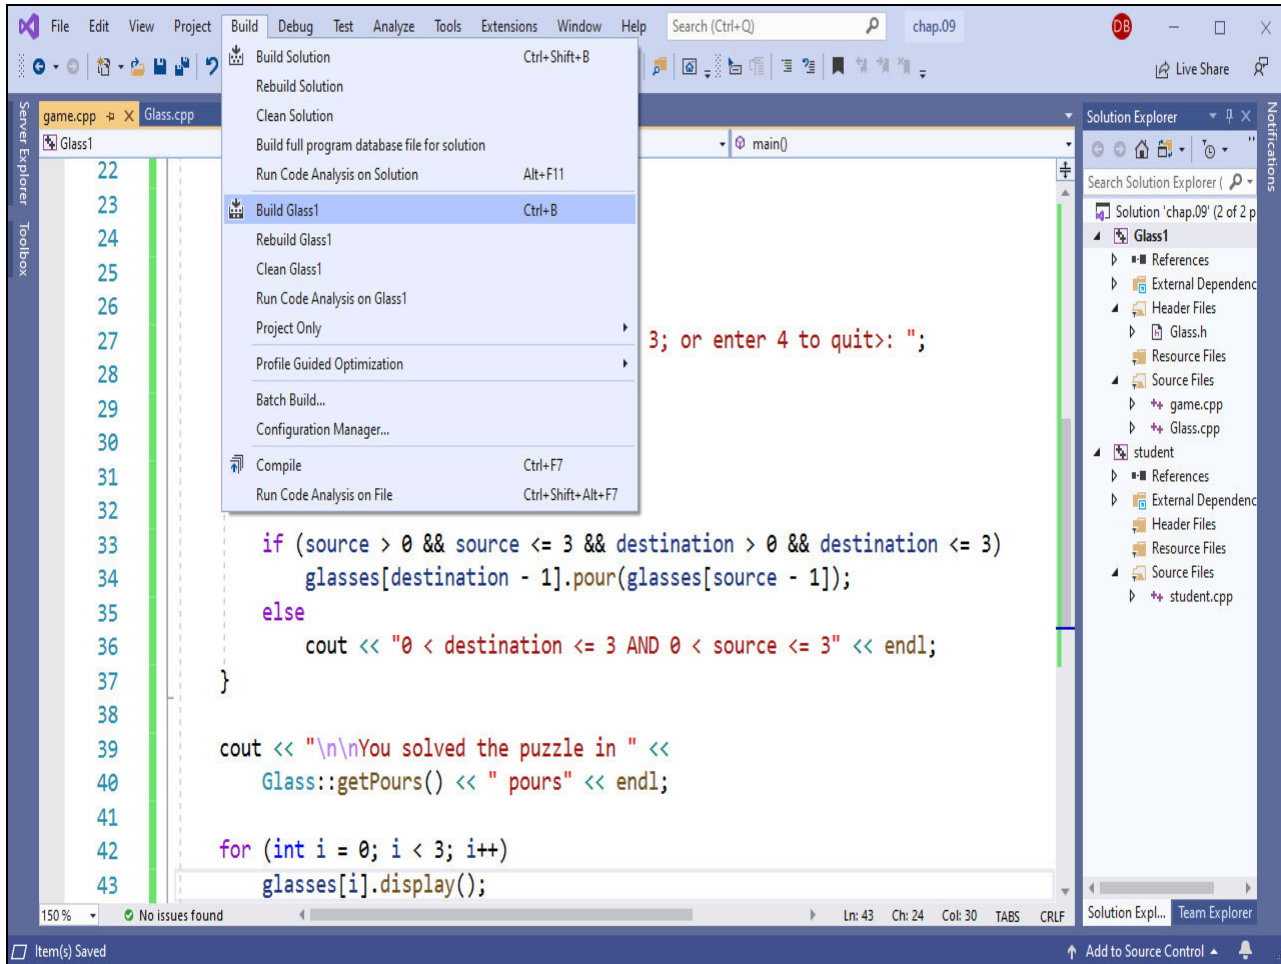 File Edit View Project Build Debug Test Analyze Tools Extensions Window Help Search (Ctrl+Q) chap.09 DB
Live Share
Server Explorer
Toolbox
Notifications
game.cpp Glass.cpp
Glass1 main()
Build Solution Ctrl+Shift+B
Rebuild Solution
Clean Solution
Build full program database file for solution
Run Code Analysis on Solution Alt+F11
Build Glass1 Ctrl+B
Rebuild Glass1
Clean Glass1
Run Code Analysis on Glass1
Project Only
Profile Guided Optimization
Batch Build...
Configuration Manager...
Compile Ctrl+F7
Run Code Analysis on File Ctrl+Shift+Alt+F7
22
23
24
25
26
27 3; or enter 4 to quit>: ";
28
29
30
31
32
33 if (source > 0 && source <= 3 && destination > 0 && destination <= 3)
34 glasses[destination - 1].pour(glasses[source - 1]);
35 else
36 cout << "0 < destination <= 3 AND 0 < source <= 3" << endl;
37 }
38
39 cout << "\n\nYou solved the puzzle in " <<
40 Glass::getPours() << " pours" << endl;
41
42 for (int i = 0; i < 3; i++)
43 glasses[i].display();
150 % No issues found Ln: 43 Ch: 24 Col: 30 TABS CRLF
Solution Explorer
Search Solution Explorer (
Solution 'chap.09' (2 of 2 p
Glass1
References
External Dependenc
Header Files
Glass.h
Resource Files
Source Files
game.cpp
Glass.cpp
student
References
External Dependenc
Header Files
Resource Files
Source Files
student.cpp
Solution Expl... Team Explorer
Item(s) Saved Add to Source Control